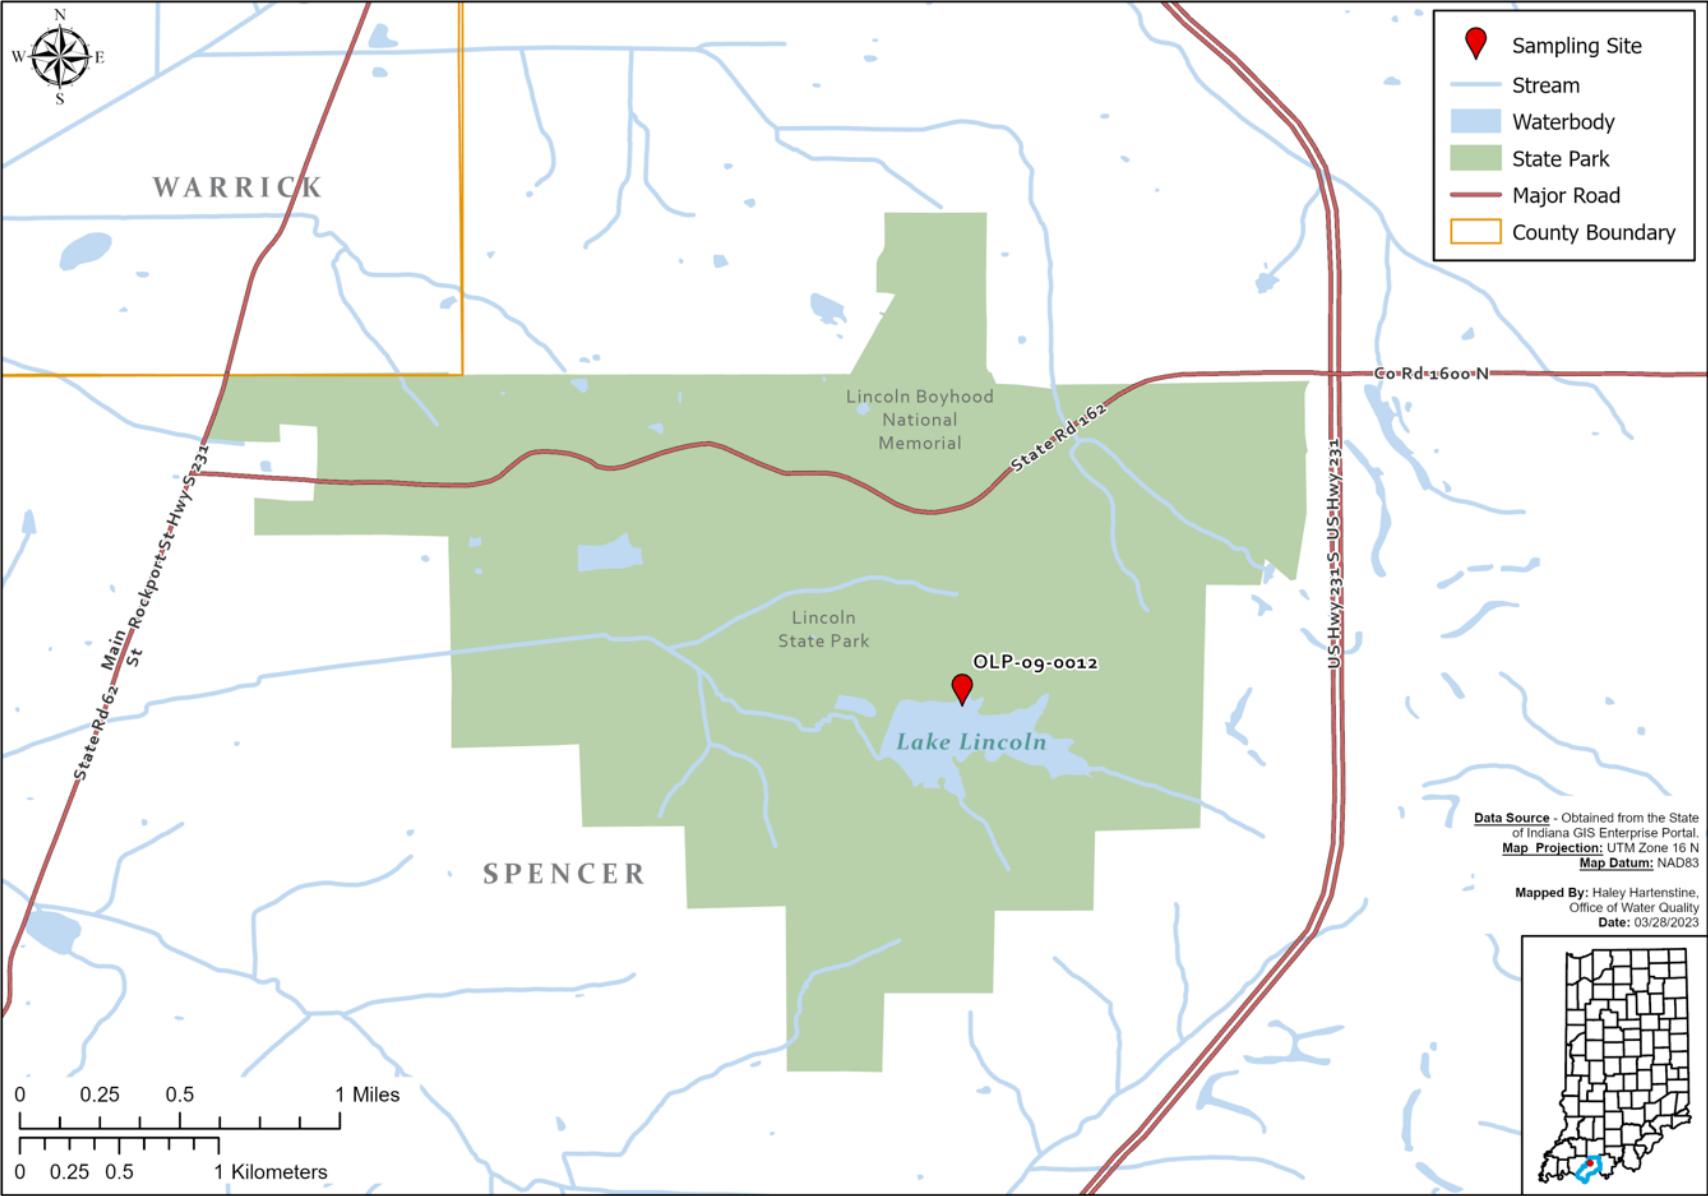 N
W
E
S
WARRICK
Sampling Site
Stream
Waterbody
State Park
Major Road
County Boundary
Co Rd 1600 N
Lincoln Boyhood
National
Memorial
State Rd 162
Main Rockport St Hwy S 231
St
State Rd 62
US Hwy 231 S US Hwy 231
Lincoln
State Park
OLP-09-0012
Lake Lincoln
SPENCER
Data Source - Obtained from the State
of Indiana GIS Enterprise Portal.
Map Projection: UTM Zone 16 N
Map Datum: NAD83
Mapped By: Haley Hartenstine,
Office of Water Quality
Date: 03/28/2023
0 0.25 0.5 1 Miles
0 0.25 0.5 1 Kilometers